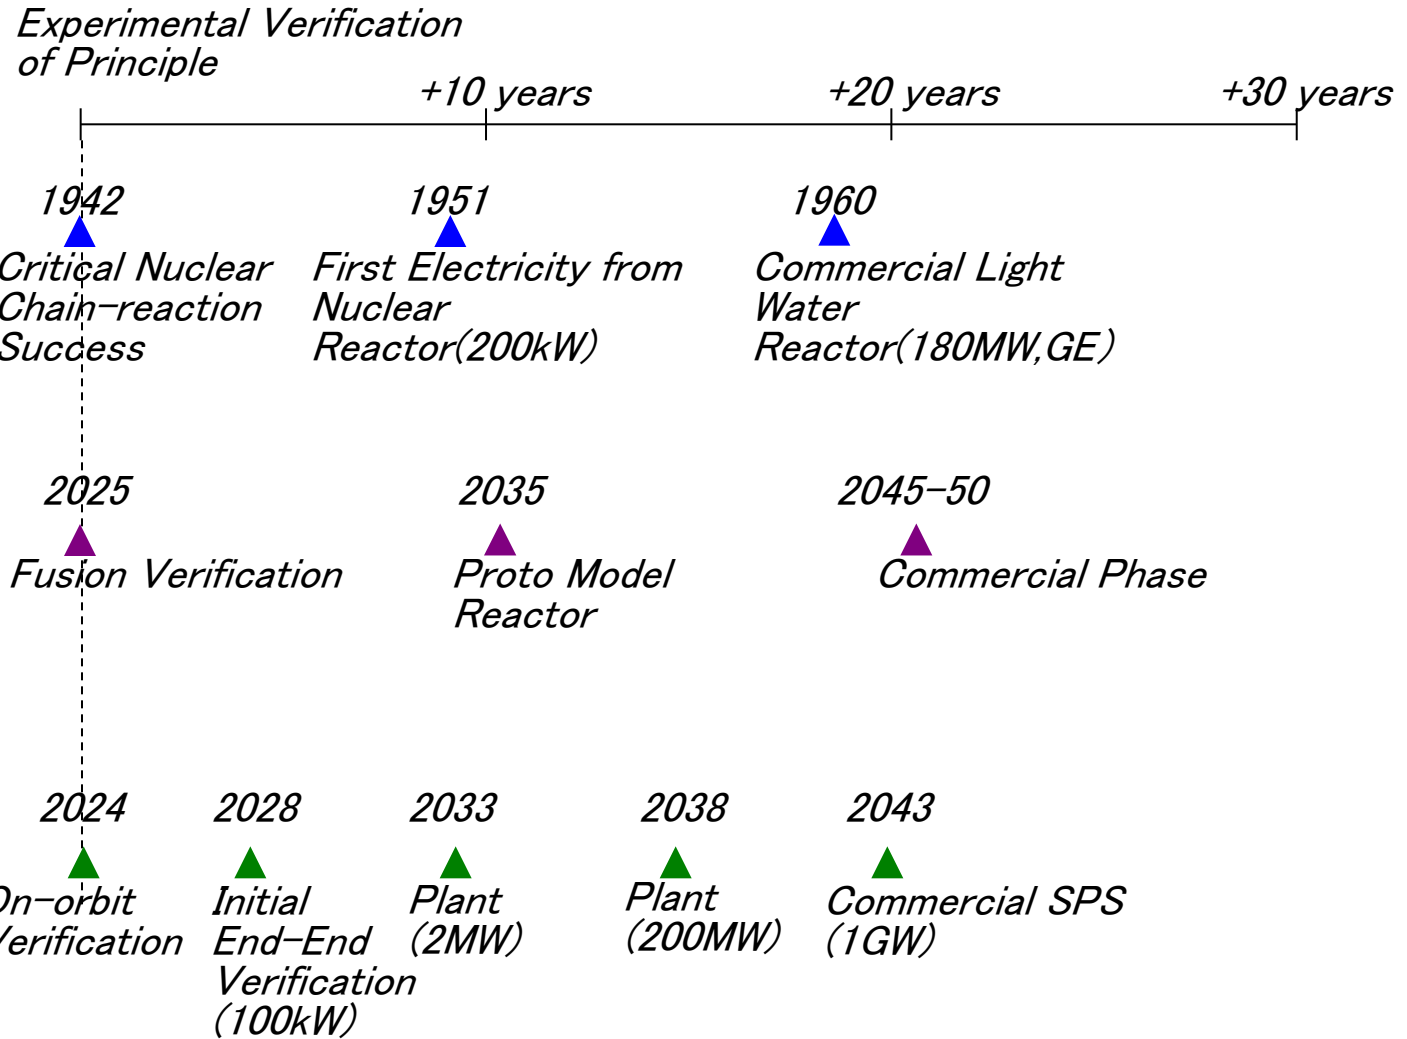 Experimental Verification
of Principle
+10 years
+20 years
+30 years
1942
1951
1960
Critical Nuclear
Chain-reaction
Success
First Electricity from
Nuclear
Reactor(200kW)
Commercial Light
Water
Reactor(180MW,GE)
2025
2035
2045-50
Fusion Verification
Proto Model
Reactor
Commercial Phase
2024
2028
2033
2038
2043
On-orbit
Verification
Initial
End-End
Verification
(100kW)
Plant
(2MW)
Plant
(200MW)
Commercial SPS
(1GW)